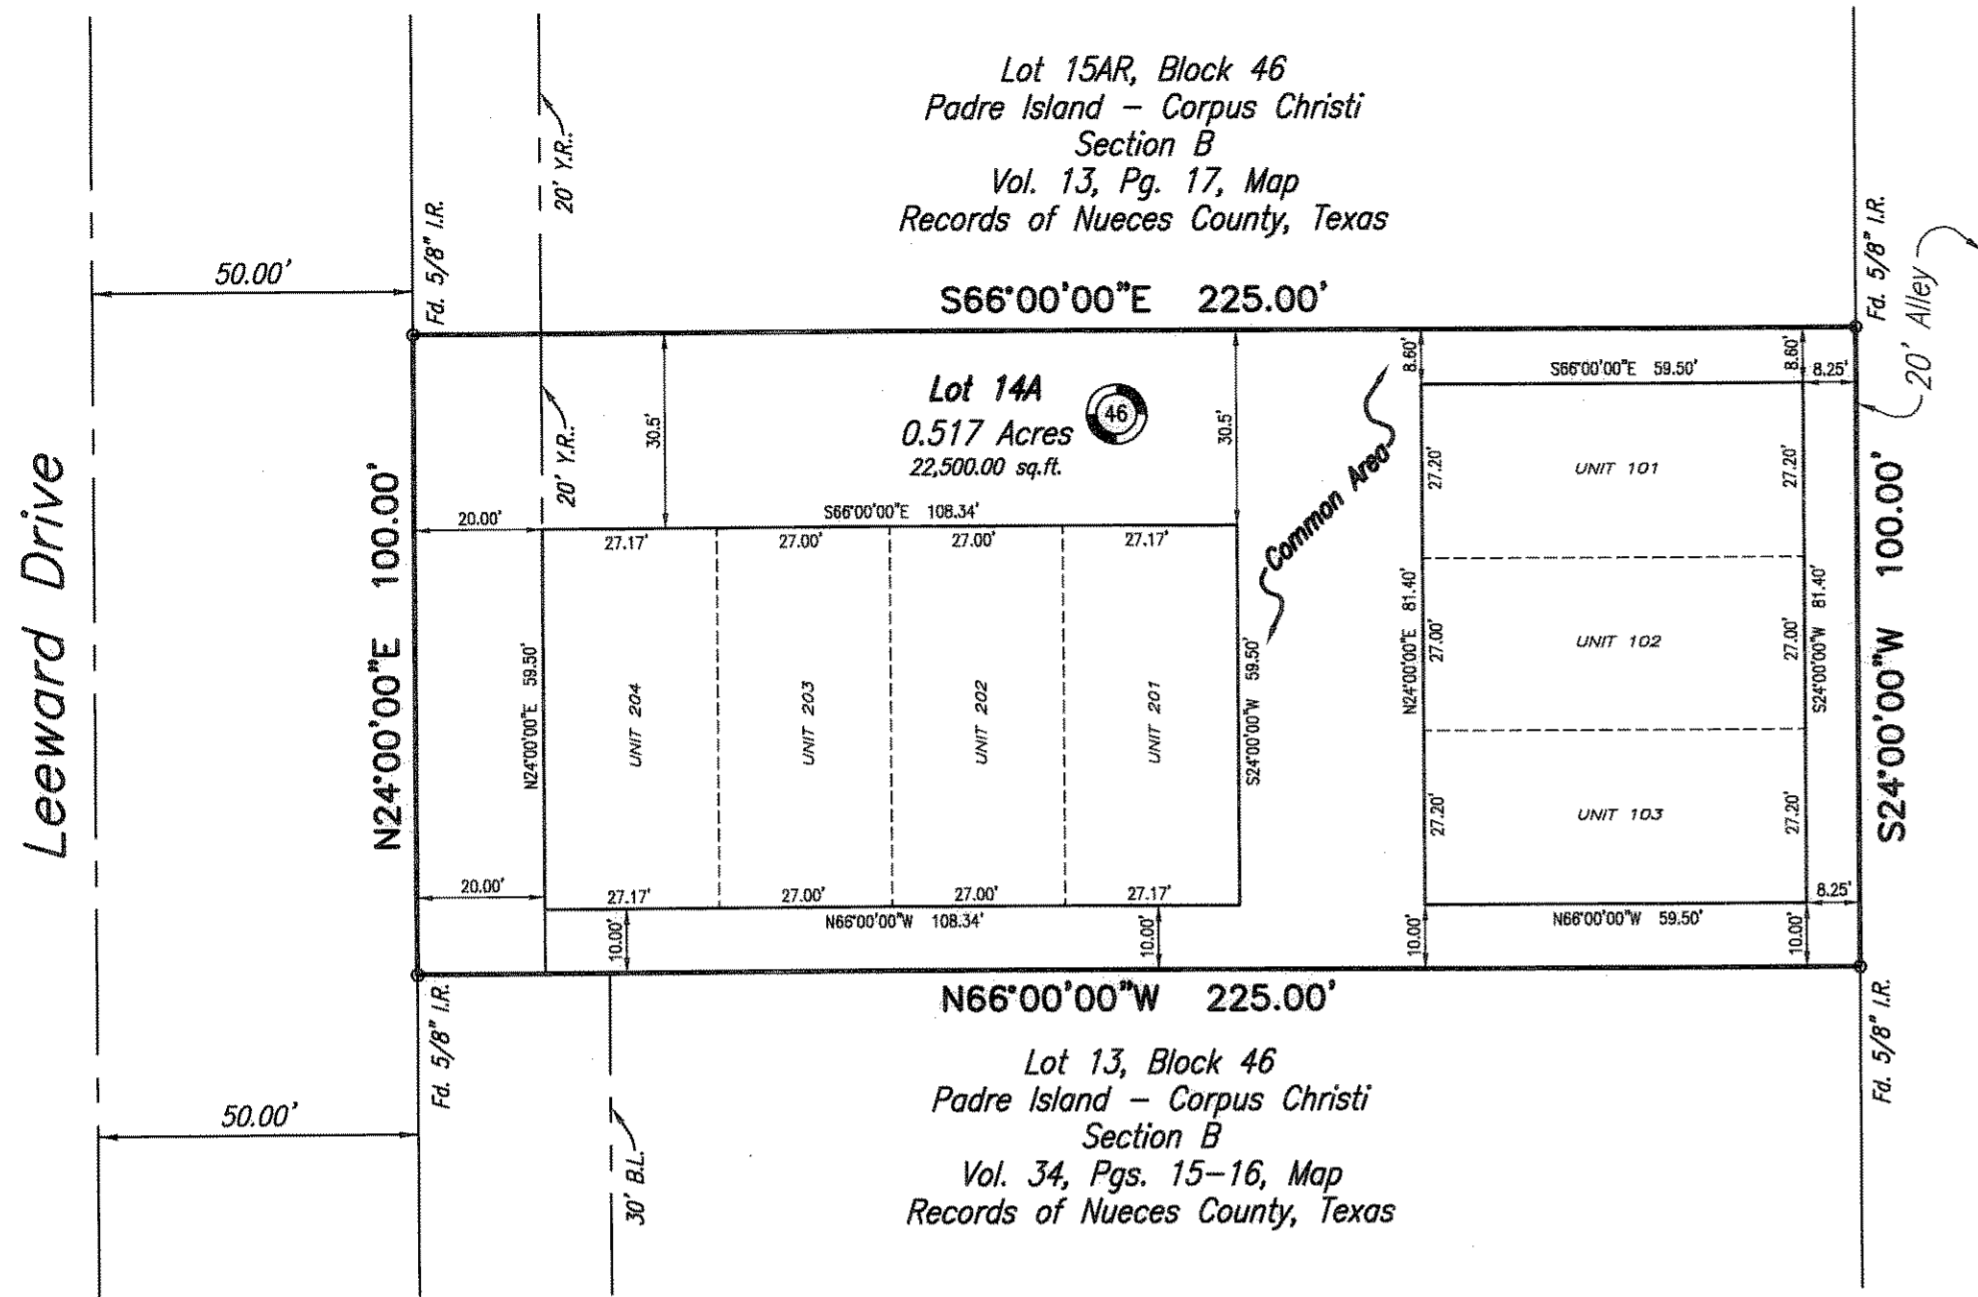 Lot 15AR, Block 46
Padre Island – Corpus Christi
Section B
Vol. 13, Pg. 17, Map
Records of Nueces County, Texas
20' Y.R.
Fd. 5/8" I.R.
Fd. 5/8" I.R.
20' Alley
50.00'
S66°00'00"E 225.00'
Leeward Drive
N24°00'00"E 100.00'
S24°00'00"W 100.00'
20' Y.R.
30.5'
Lot 14A
46
0.517 Acres
22,500.00 sq.ft.
30.5'
Common Area
8.60'
S66°00'00"E 59.50'
8.60'
8.25'
27.20'
UNIT 101
27.20'
20.00'
S66°00'00"E 108.34'
27.17'
27.00'
27.00'
27.17'
N24°00'00"E 59.50'
UNIT 204
UNIT 203
UNIT 202
UNIT 201
S24°00'00"W 59.50'
N24°00'00"E 81.40'
27.00'
UNIT 102
27.00'
S24°00'00"W 81.40'
27.20'
UNIT 103
27.20'
20.00'
27.17'
27.00'
27.00'
27.17'
N66°00'00"W 108.34'
10.00'
10.00'
8.25'
N66°00'00"W 59.50'
10.00'
10.00'
N66°00'00"W 225.00'
Fd. 5/8" I.R.
Fd. 5/8" I.R.
50.00'
30' B.L.
Lot 13, Block 46
Padre Island – Corpus Christi
Section B
Vol. 34, Pgs. 15–16, Map
Records of Nueces County, Texas